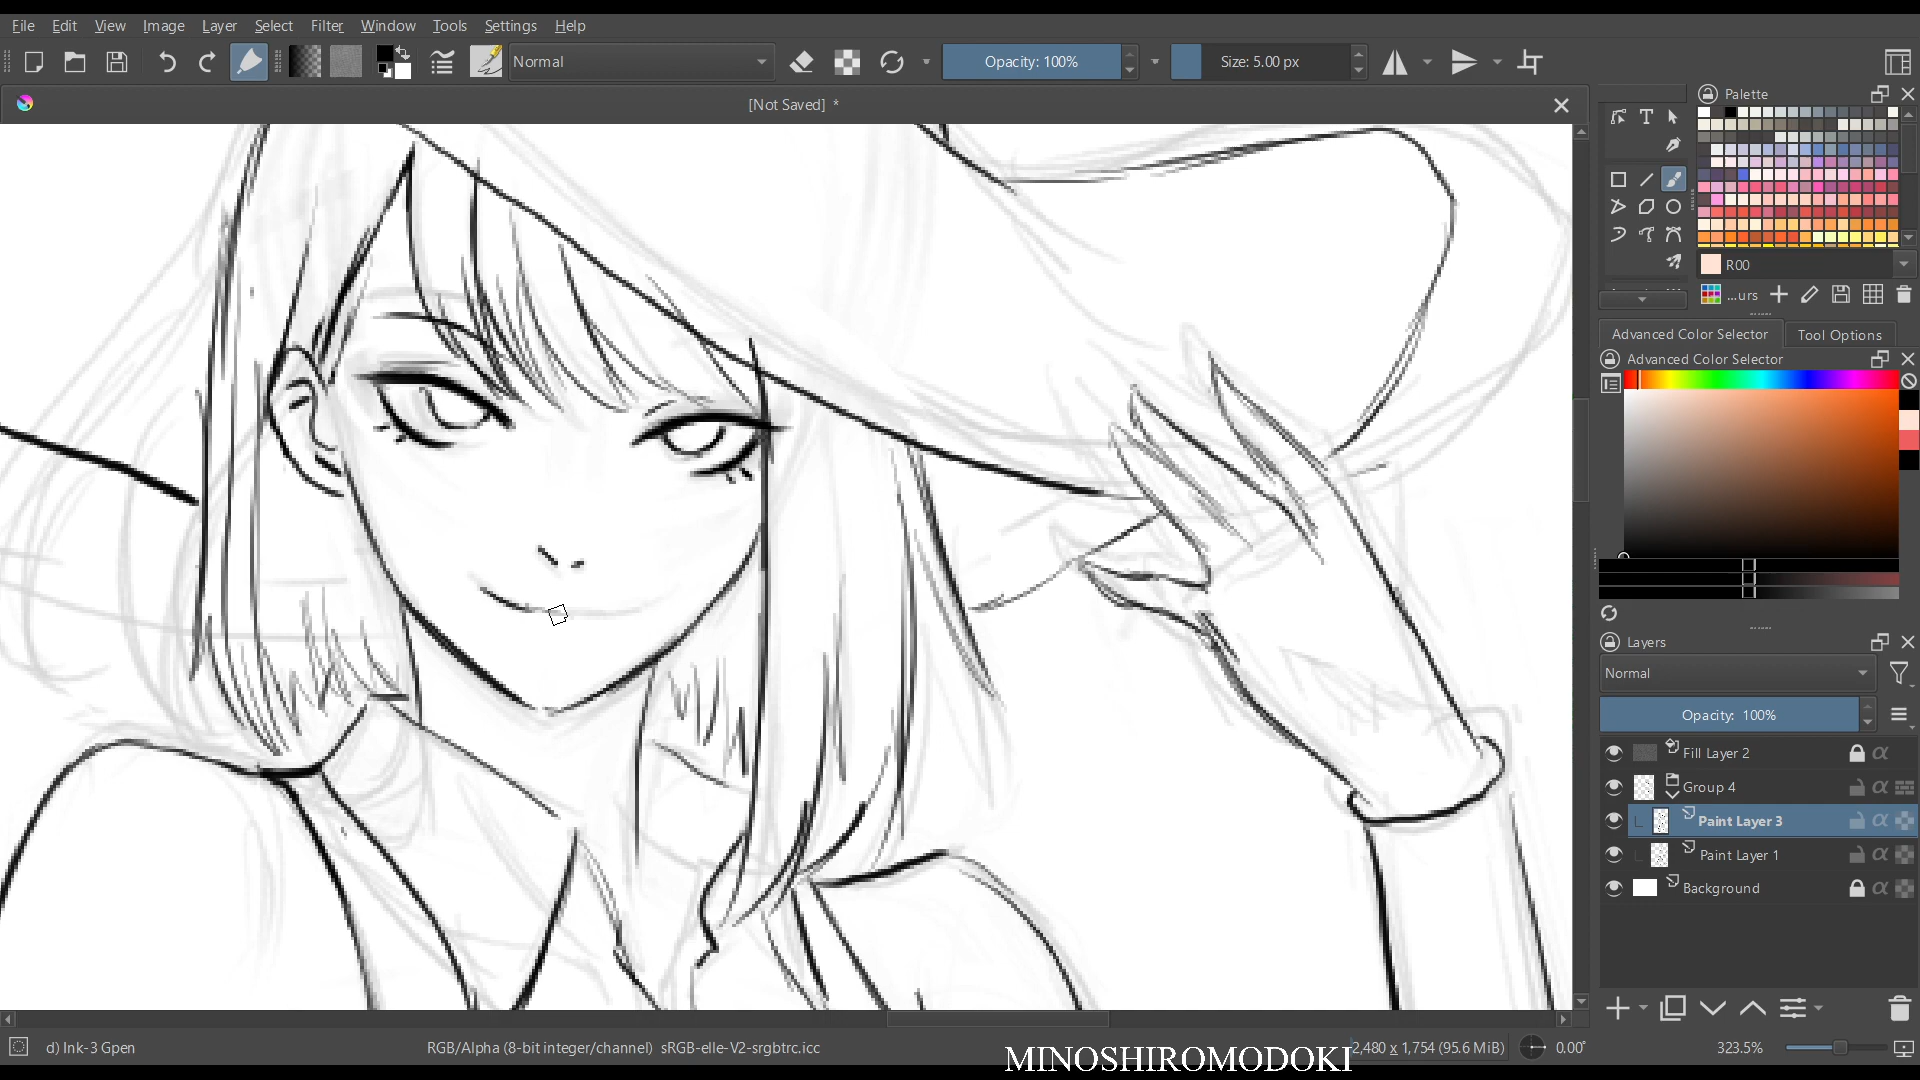 File Edit View Image Layer Select Filter Window Tools Settings Help
Normal Opacity: 100% Size: 5.00 px
[Not Saved] *
Palette
R00
...urs
Advanced Color Selector Tool Options
Advanced Color Selector
Layers
Normal
Opacity: 100%
Fill Layer 2
Group 4
Paint Layer 3
Paint Layer 1
Background
d) Ink-3 Gpen RGB/Alpha (8-bit integer/channel) sRGB-elle-V2-srgbtrc.icc 2,480 x 1,754 (95.6 MiB) 0.00° 323.5%
MINOSHIROMODOKI